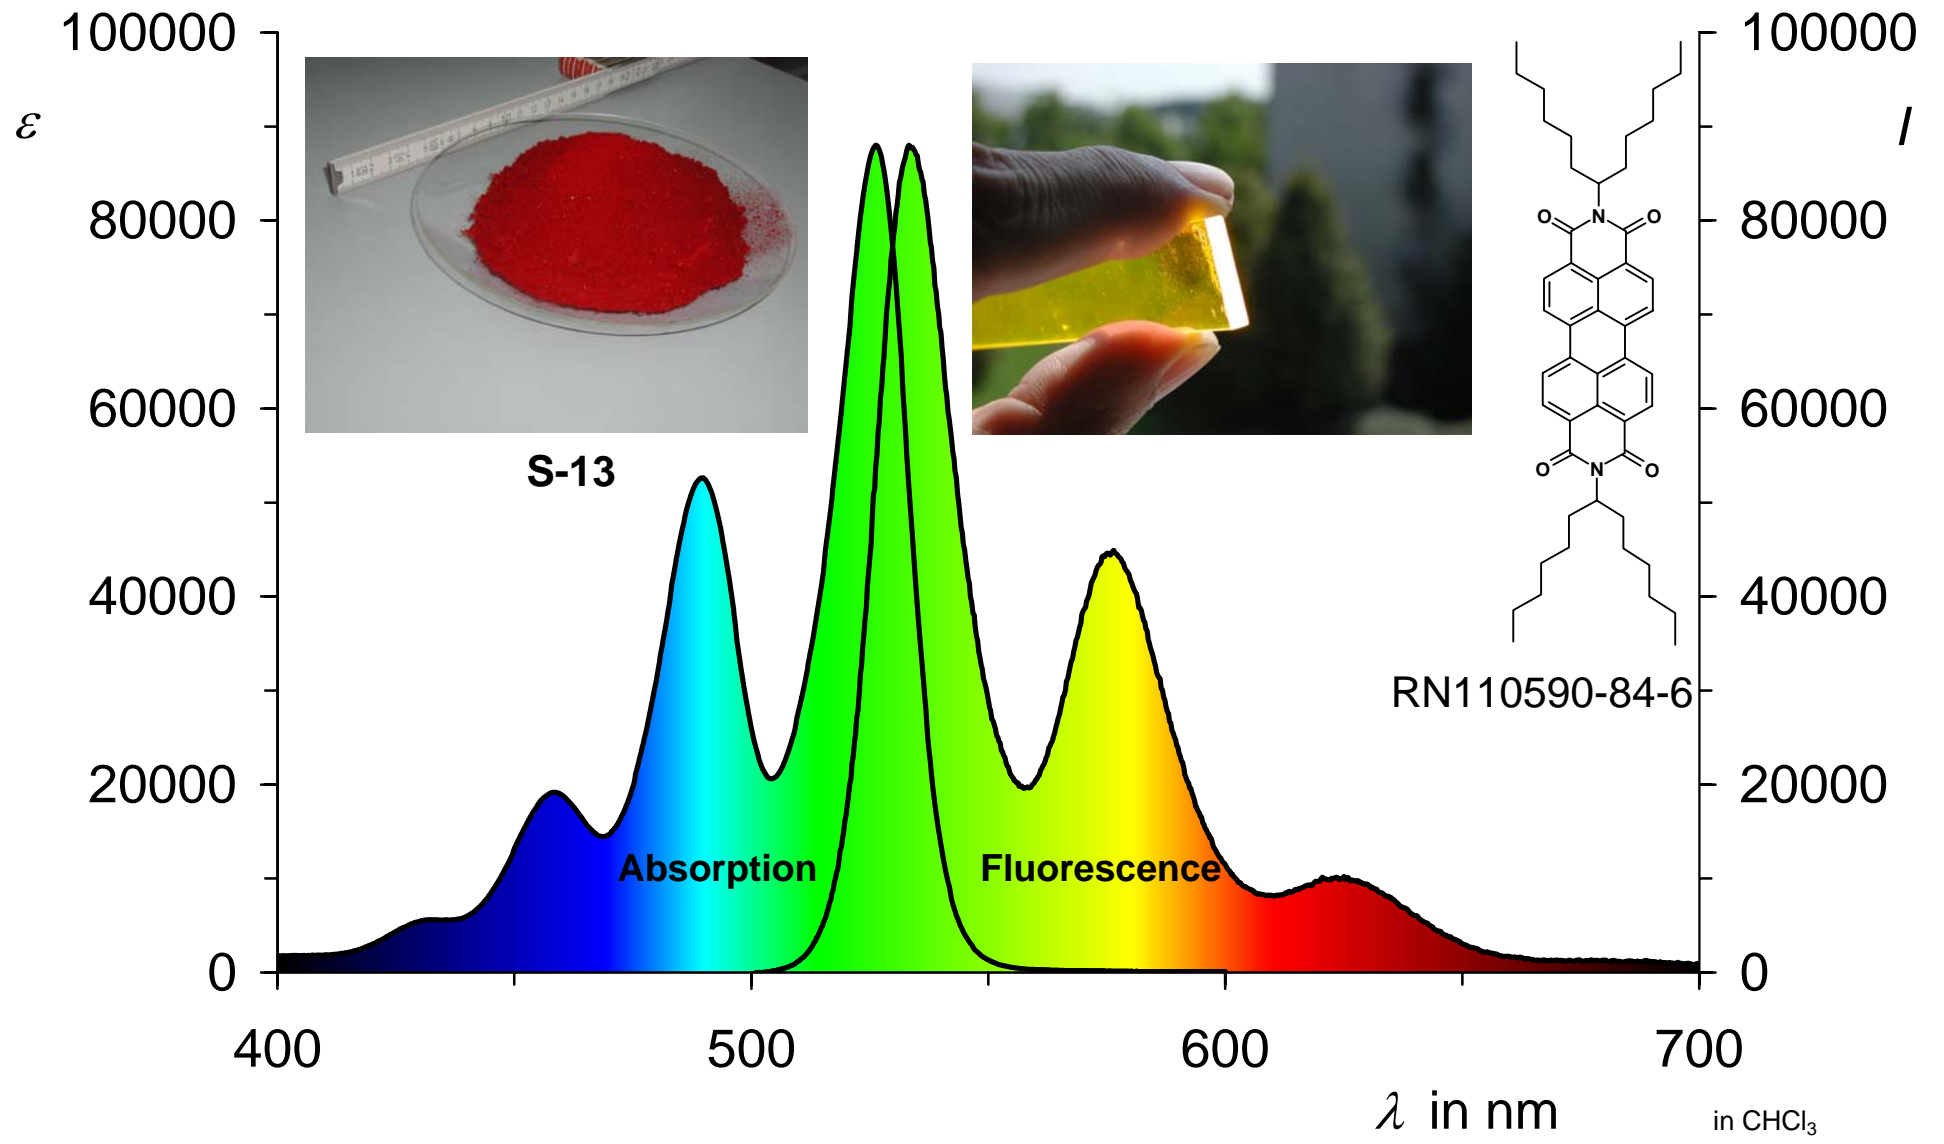 100000
80000
60000
40000
20000
0
ε
S-13
Absorption
Fluorescence
O N O
O N O
RN110590-84-6
100000
80000
60000
40000
20000
0
I
400 500 600 700
λ in nm
in CHCl₃